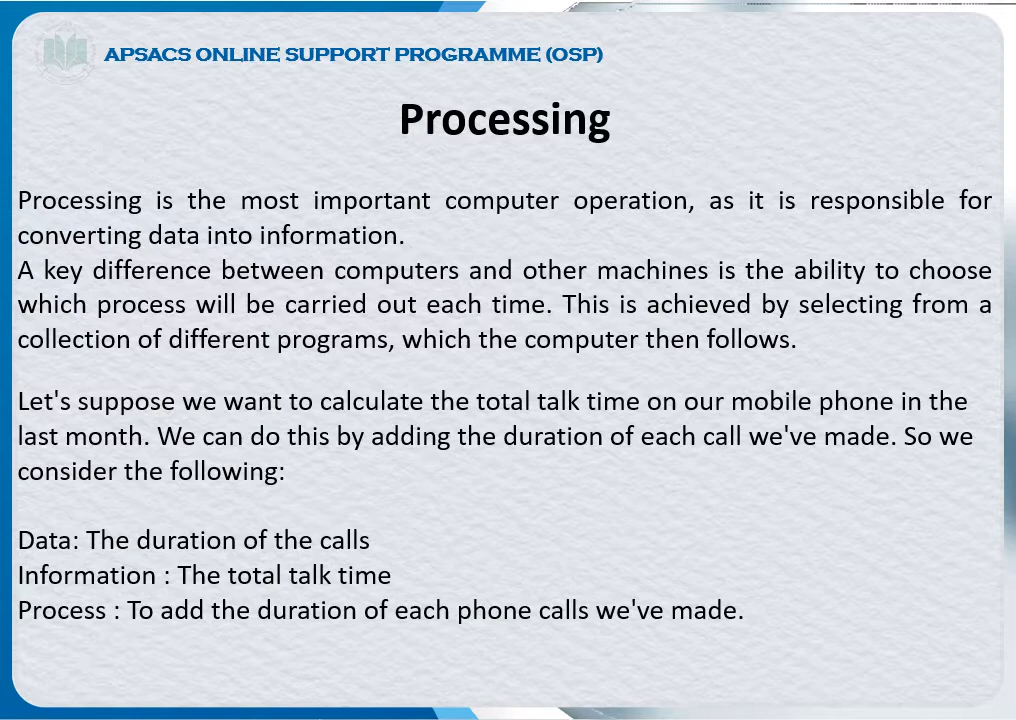 APSACS ONLINE SUPPORT PROGRAMME (OSP)
Processing
Processing is the most important computer operation, as it is responsible for
converting data into information.
A key difference between computers and other machines is the ability to choose
which process will be carried out each time. This is achieved by selecting from a
collection of different programs, which the computer then follows.
Let's suppose we want to calculate the total talk time on our mobile phone in the
last month. We can do this by adding the duration of each call we've made. So we
consider the following:
Data: The duration of the calls
Information : The total talk time
Process : To add the duration of each phone calls we've made.